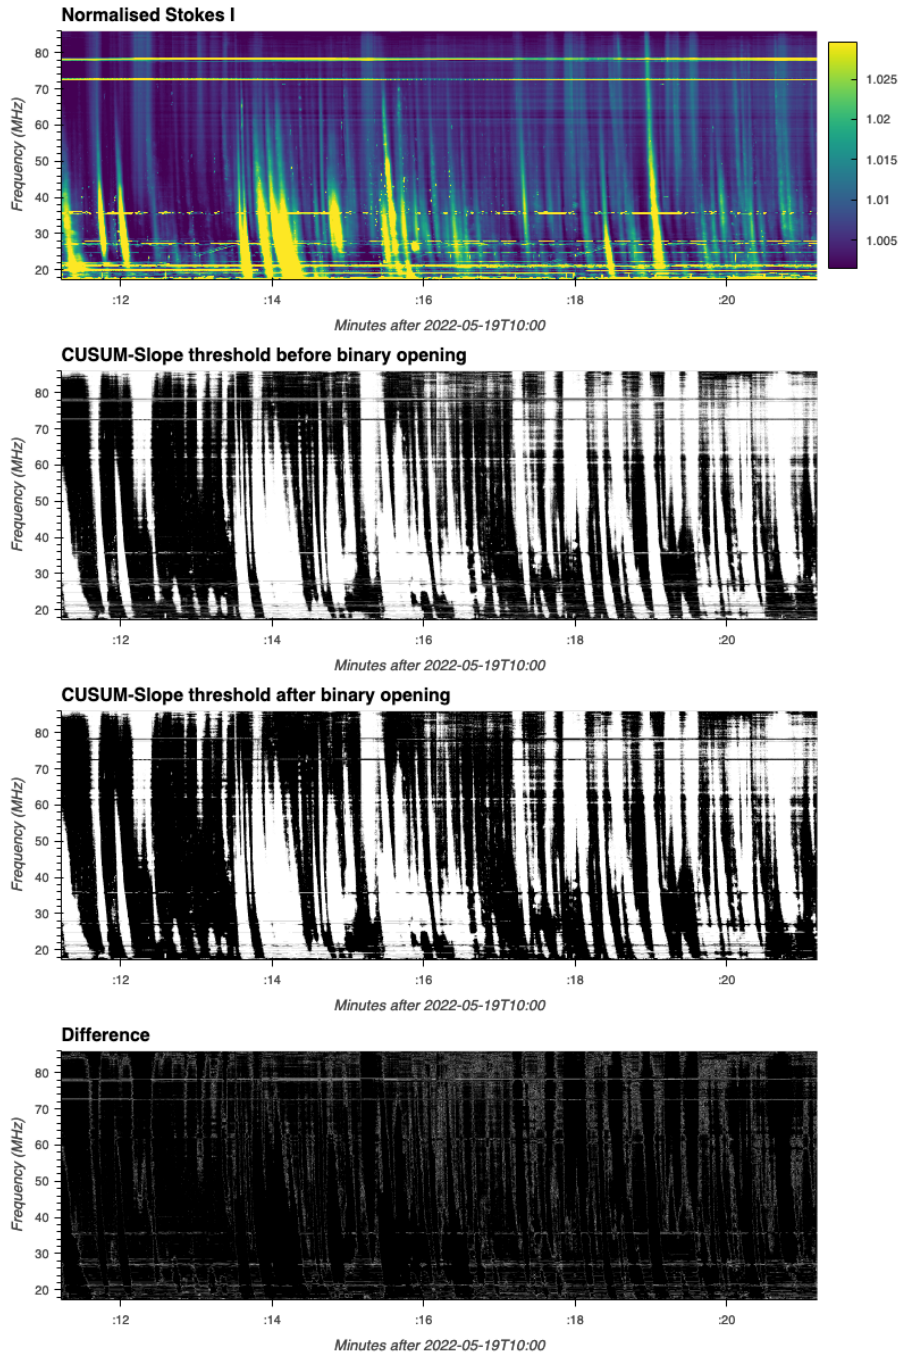 Normalised Stokes I
Frequency (MHz)
80
70
60
50
40
30
20
1.025
1.02
1.015
1.01
1.005
:12 :14 :16 :18 :20
Minutes after 2022-05-19T10:00
CUSUM-Slope threshold before binary opening
Frequency (MHz)
80
70
60
50
40
30
20
:12 :14 :16 :18 :20
Minutes after 2022-05-19T10:00
CUSUM-Slope threshold after binary opening
Frequency (MHz)
80
70
60
50
40
30
20
:12 :14 :16 :18 :20
Minutes after 2022-05-19T10:00
Difference
Frequency (MHz)
80
70
60
50
40
30
20
:12 :14 :16 :18 :20
Minutes after 2022-05-19T10:00